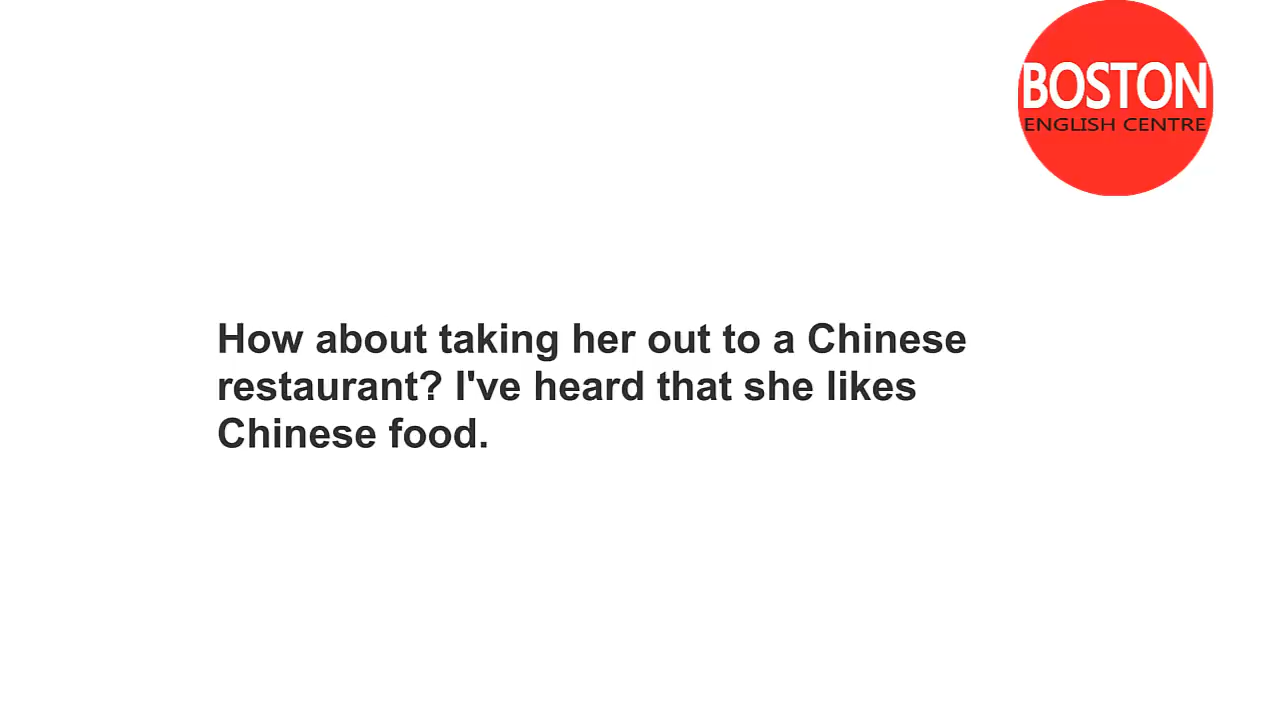 BOSTON
ENGLISH CENTRE
How about taking her out to a Chinese
restaurant? I've heard that she likes
Chinese food.